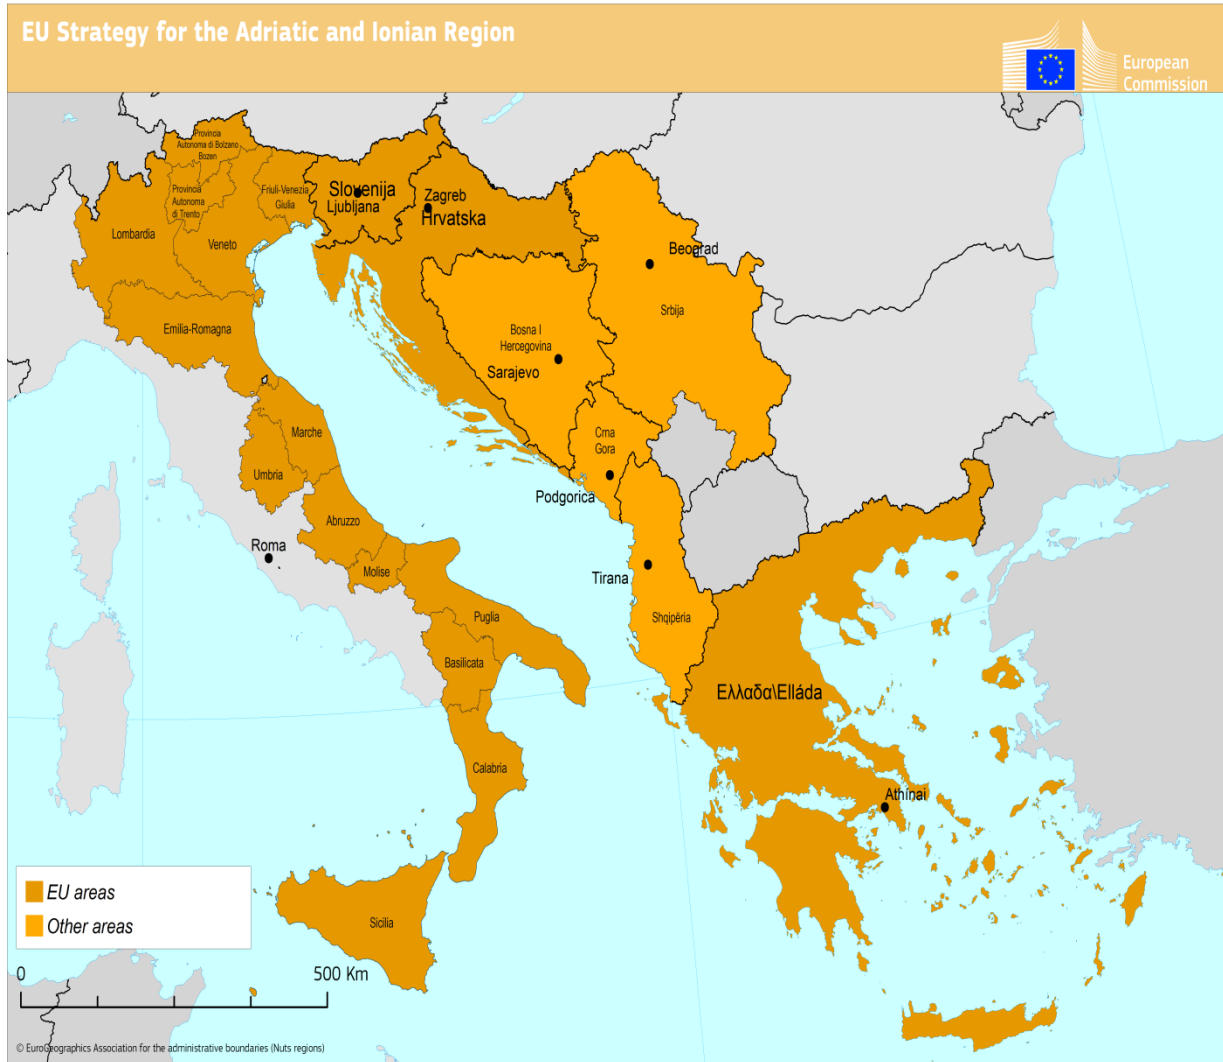 EU Strategy for the Adriatic and Ionian Region
European
Commission
Provincia
Autonoma di Bolzano
Bozen
Provincia
Autonoma
di Trento
Friuli-Venezia
Giulia
Slovenija
Ljubljana
Zagreb
Hrvatska
Lombardia
Veneto
Beograd
Srbija
Emilia-Romagna
Bosna I
Hercegovina
Sarajevo
Marche
Crna
Gora
Umbria
Podgorica
Abruzzo
Roma
Molise
Tirana
Puglia
Shqipëria
Basilicata
Ελλαδα\Elláda
Calabria
Athínai
EU areas
Other areas
Sicilia
0
500 Km
© EuroGeographics Association for the administrative boundaries (Nuts regions)